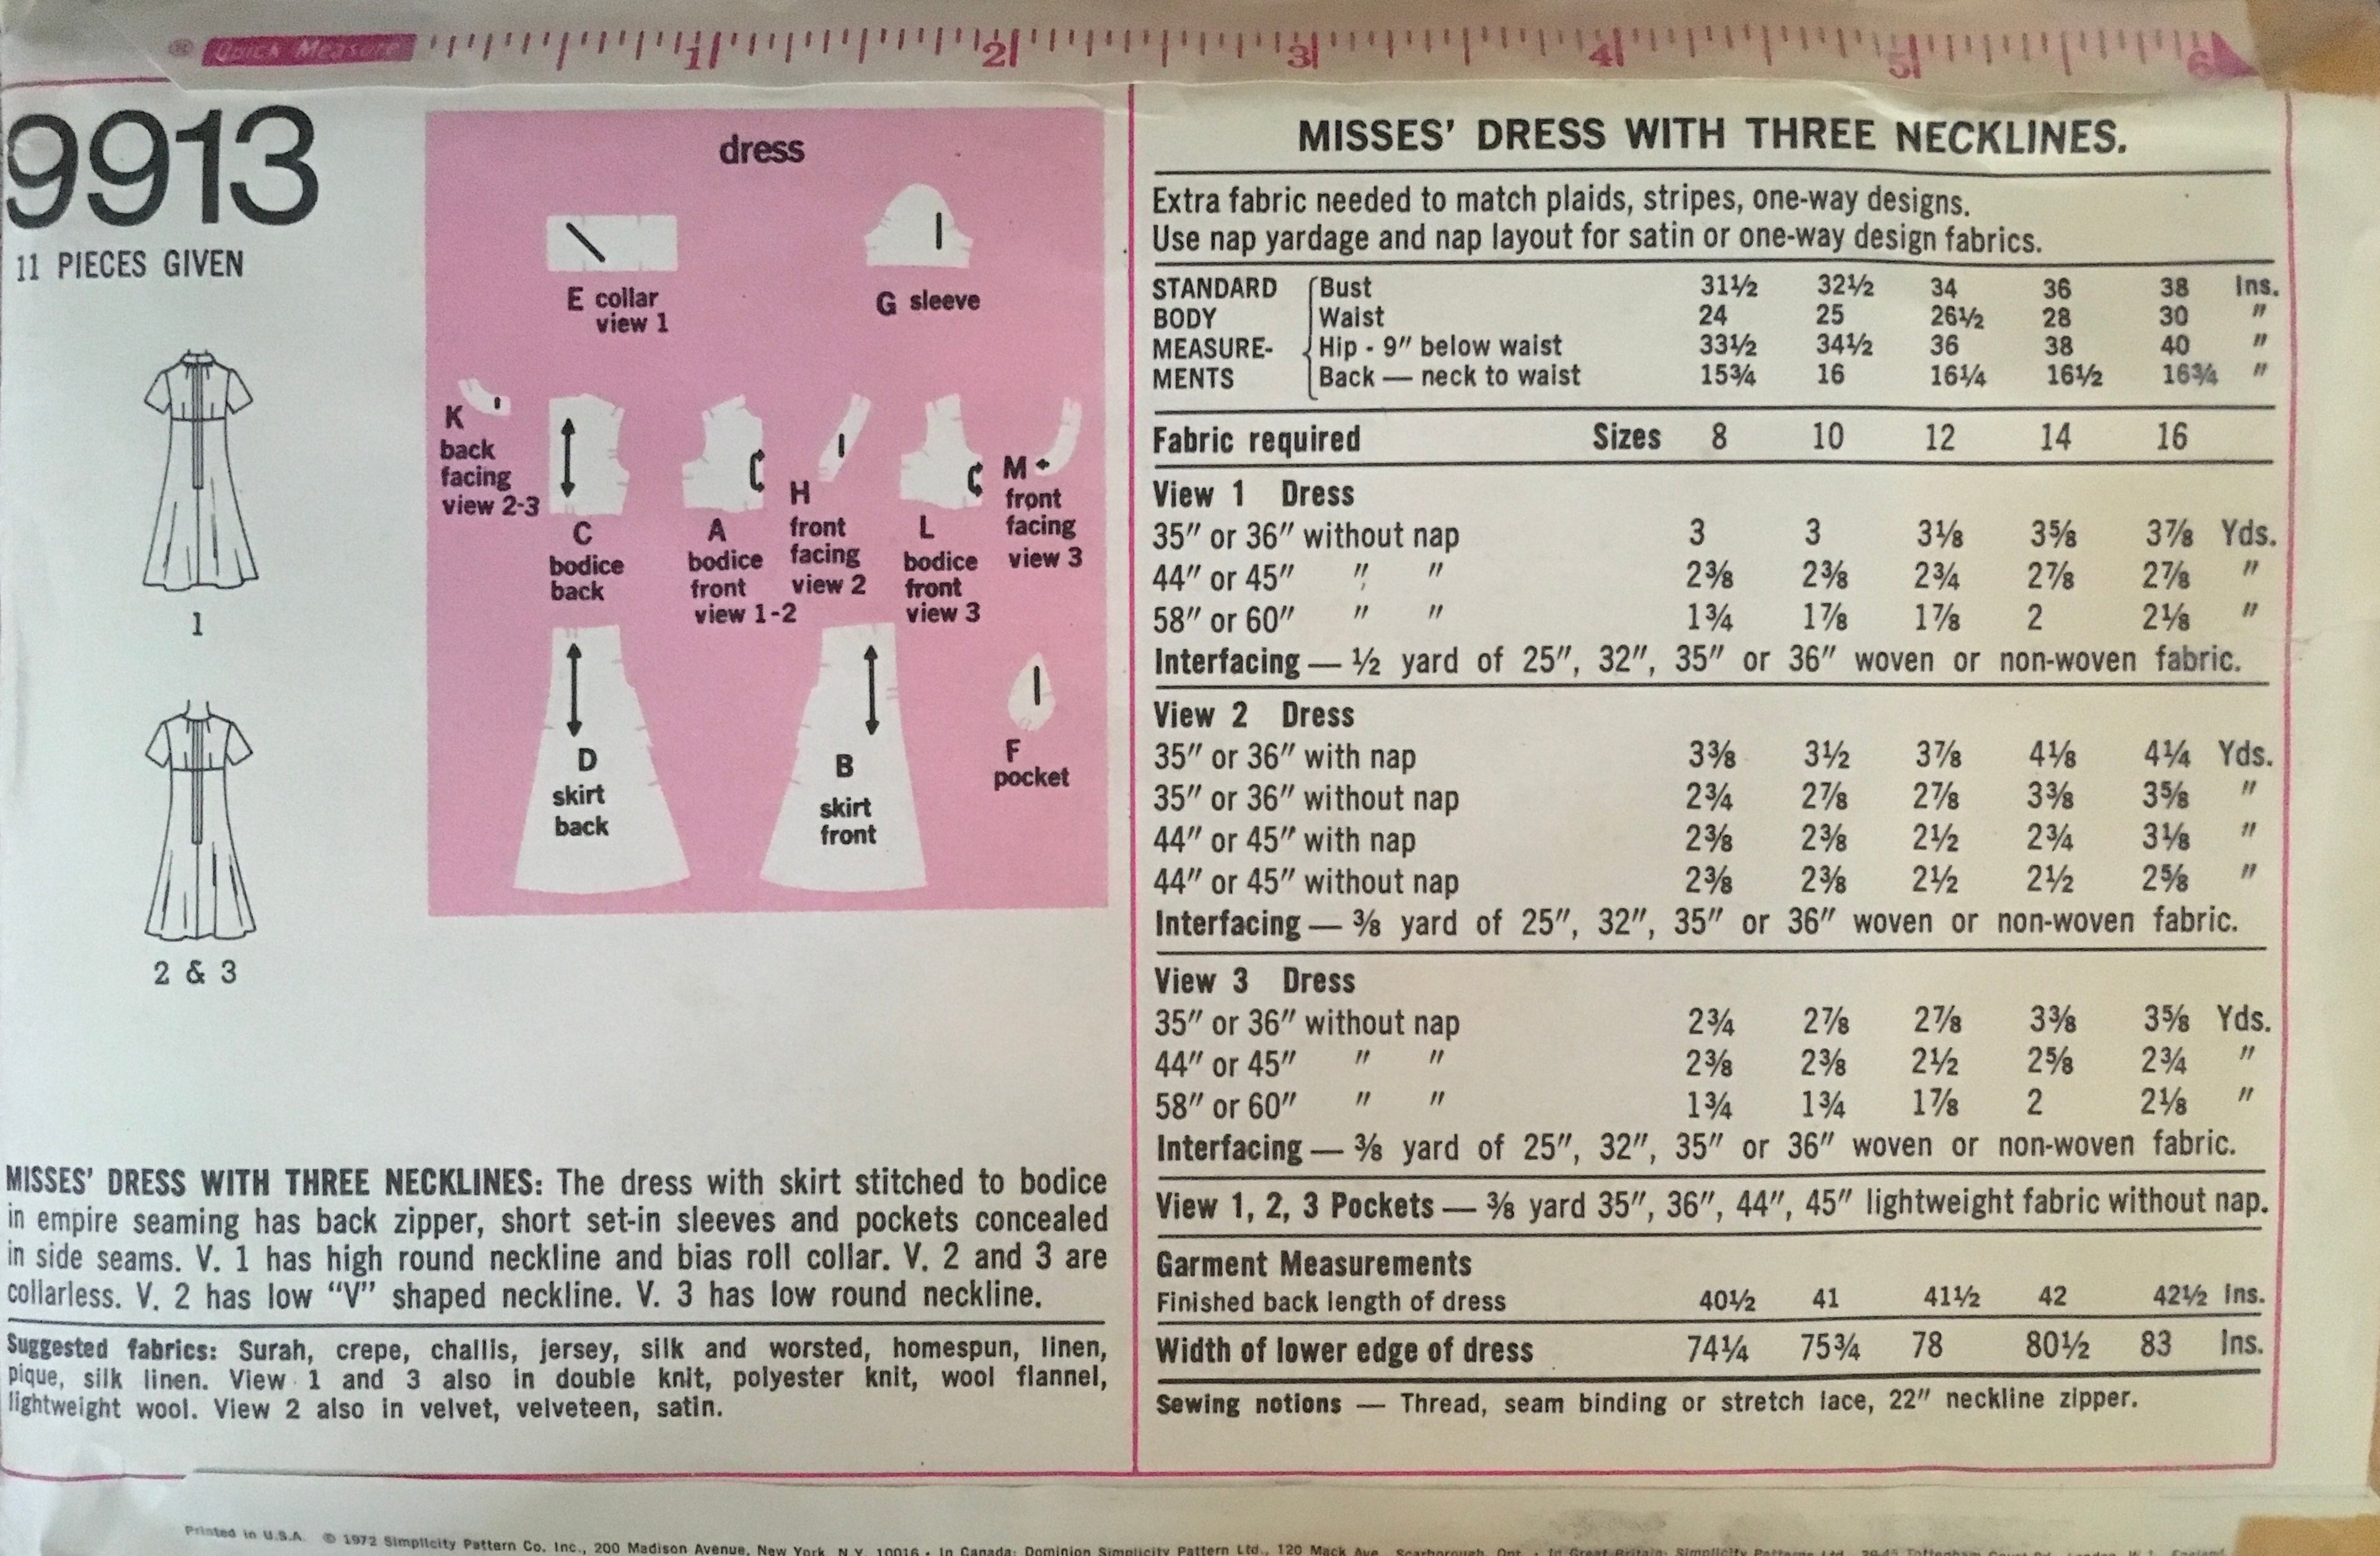 ® Quick Measure 1 2 3 4 5 6
9913
11 PIECES GIVEN
1
2 & 3
dress
E collar
view 1
G sleeve
K
back
facing
view 2-3
C
bodice
back
A
bodice
front
view 1-2
H
front
facing
view 2
L
bodice
front
view 3
M
front
facing
view 3
D
skirt
back
B
skirt
front
F
pocket
MISSES' DRESS WITH THREE NECKLINES: The dress with skirt stitched to bodice
in empire seaming has back zipper, short set-in sleeves and pockets concealed
in side seams. V. 1 has high round neckline and bias roll collar. V. 2 and 3 are
collarless. V. 2 has low “V” shaped neckline. V. 3 has low round neckline.
Suggested fabrics: Surah, crepe, challis, jersey, silk and worsted, homespun, linen,
pique, silk linen. View 1 and 3 also in double knit, polyester knit, wool flannel,
lightweight wool. View 2 also in velvet, velveteen, satin.
MISSES' DRESS WITH THREE NECKLINES.
Extra fabric needed to match plaids, stripes, one-way designs.
Use nap yardage and nap layout for satin or one-way design fabrics.
STANDARD Bust 31½ 32½ 34 36 38 Ins.
BODY Waist 24 25 26½ 28 30 "
MEASURE- Hip - 9" below waist 33½ 34½ 36 38 40 "
MENTS Back — neck to waist 15¾ 16 16¼ 16½ 16¾ "
Fabric required Sizes 8 10 12 14 16
View 1 Dress
35" or 36" without nap 3 3 3⅛ 3⅝ 3⅞ Yds.
44" or 45" " " 2⅜ 2⅜ 2¾ 2⅞ 2⅞ "
58" or 60" " " 1¾ 1⅞ 1⅞ 2 2⅛ "
Interfacing — ½ yard of 25", 32", 35" or 36" woven or non-woven fabric.
View 2 Dress
35" or 36" with nap 3⅜ 3½ 3⅞ 4⅛ 4¼ Yds.
35" or 36" without nap 2¾ 2⅞ 2⅞ 3⅜ 3⅝ "
44" or 45" with nap 2⅜ 2⅜ 2½ 2¾ 3⅛ "
44" or 45" without nap 2⅜ 2⅜ 2½ 2½ 2⅝ "
Interfacing — ⅜ yard of 25", 32", 35" or 36" woven or non-woven fabric.
View 3 Dress
35" or 36" without nap 2¾ 2⅞ 2⅞ 3⅜ 3⅝ Yds.
44" or 45" " " 2⅜ 2⅜ 2½ 2⅝ 2¾ "
58" or 60" " " 1¾ 1¾ 1⅞ 2 2⅛ "
Interfacing — ⅜ yard of 25", 32", 35" or 36" woven or non-woven fabric.
View 1, 2, 3 Pockets — ⅜ yard 35", 36", 44", 45" lightweight fabric without nap.
Garment Measurements
Finished back length of dress 40½ 41 41½ 42 42½ Ins.
Width of lower edge of dress 74¼ 75¾ 78 80½ 83 Ins.
Sewing notions — Thread, seam binding or stretch lace, 22" neckline zipper.
Printed in U.S.A. © 1972 Simplicity Pattern Co. Inc., 200 Madison Avenue, New York, N.Y. 10016 • In Canada: Dominion Simplicity Pattern Ltd., 120 Mack Ave., Scarborough, Ont. • In Great Britain: Simplicity Patterns Ltd.